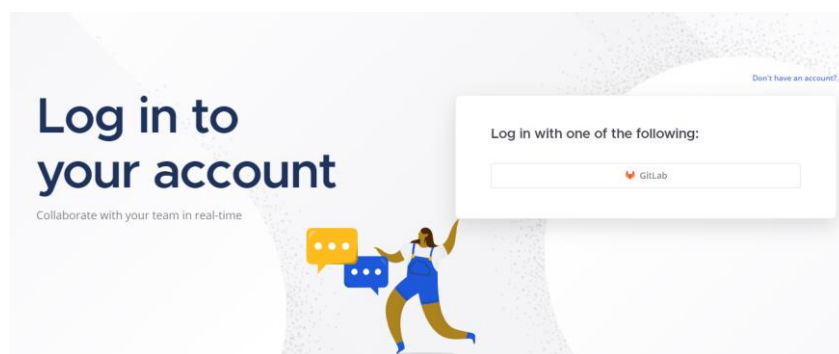 Don't have an account?
Log in to
your account
Collaborate with your team in real-time
Log in with one of the following:
GitLab